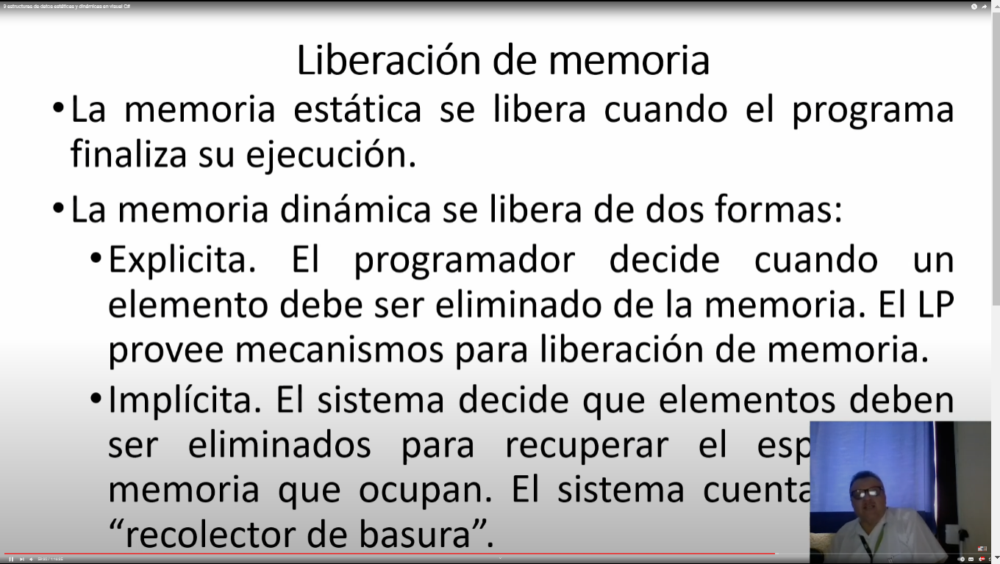 9 estructuras de datos estáticas y dinámicas en visual C#
Liberación de memoria
•La memoria estática se libera cuando el programa
finaliza su ejecución.
•La memoria dinámica se libera de dos formas:
•Explicita. El programador decide cuando un
elemento debe ser eliminado de la memoria. El LP
provee mecanismos para liberación de memoria.
•Implícita. El sistema decide que elementos deben
ser eliminados para recuperar el esp
memoria que ocupan. El sistema cuenta
“recolector de basura”.